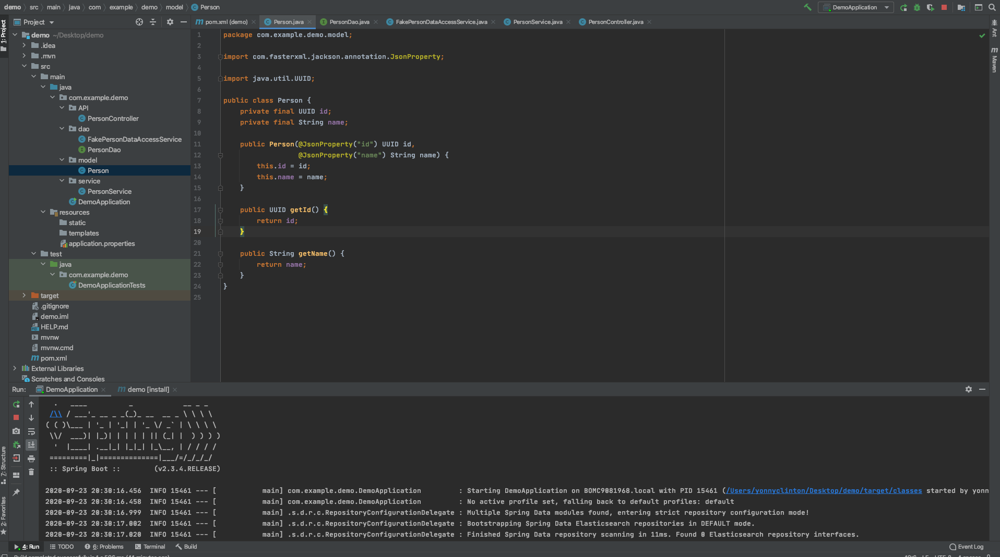 demo src main java com example demo model Person
DemoApplication
1: Project
Project
pom.xml (demo) Person.java PersonDao.java FakePersonDataAccessService.java PersonService.java PersonController.java
demo ~/Desktop/demo
.idea
.mvn
src
main
java
com.example.demo
API
PersonController
dao
FakePersonDataAccessService
PersonDao
model
Person
service
PersonService
DemoApplication
resources
static
templates
application.properties
test
java
com.example.demo
DemoApplicationTests
target
.gitignore
demo.iml
HELP.md
mvnw
mvnw.cmd
pom.xml
External Libraries
Scratches and Consoles
1 package com.example.demo.model;
2
3 import com.fasterxml.jackson.annotation.JsonProperty;
4
5 import java.util.UUID;
6
7 public class Person {
8 private final UUID id;
9 private final String name;
10
11 public Person(@JsonProperty("id") UUID id,
12 @JsonProperty("name") String name) {
13 this.id = id;
14 this.name = name;
15 }
16
17 public UUID getId() {
18 return id;
19 }
20
21 public String getName() {
22 return name;
23 }
24 }
25
Ant
Maven
Run: DemoApplication demo [install]
  .   ____          _            __ _ _
 /\\ / ___'_ __ _ _(_)_ __  __ _ \ \ \ \
( ( )\___ | '_ | '_| | '_ \/ _` | \ \ \ \
 \\/  ___)| |_)| | | | | || (_| |  ) ) ) )
  '  |____| .__|_| |_|_| |_\__, | / / / /
 =========|_|==============|___/=/_/_/_/
 :: Spring Boot ::        (v2.3.4.RELEASE)
2020-09-23 20:30:16.456  INFO 15461 --- [           main] com.example.demo.DemoApplication         : Starting DemoApplication on BOMC9081968.local with PID 15461 (/Users/yonnyclinton/Desktop/demo/target/classes started by yonn
2020-09-23 20:30:16.458  INFO 15461 --- [           main] com.example.demo.DemoApplication         : No active profile set, falling back to default profiles: default
2020-09-23 20:30:16.999  INFO 15461 --- [           main] .s.d.r.c.RepositoryConfigurationDelegate : Multiple Spring Data modules found, entering strict repository configuration mode!
2020-09-23 20:30:17.002  INFO 15461 --- [           main] .s.d.r.c.RepositoryConfigurationDelegate : Bootstrapping Spring Data Elasticsearch repositories in DEFAULT mode.
2020-09-23 20:30:17.020  INFO 15461 --- [           main] .s.d.r.c.RepositoryConfigurationDelegate : Finished Spring Data repository scanning in 11ms. Found 0 Elasticsearch repository interfaces.
7: Structure
2: Favorites
4: Run TODO 6: Problems Terminal Build Event Log